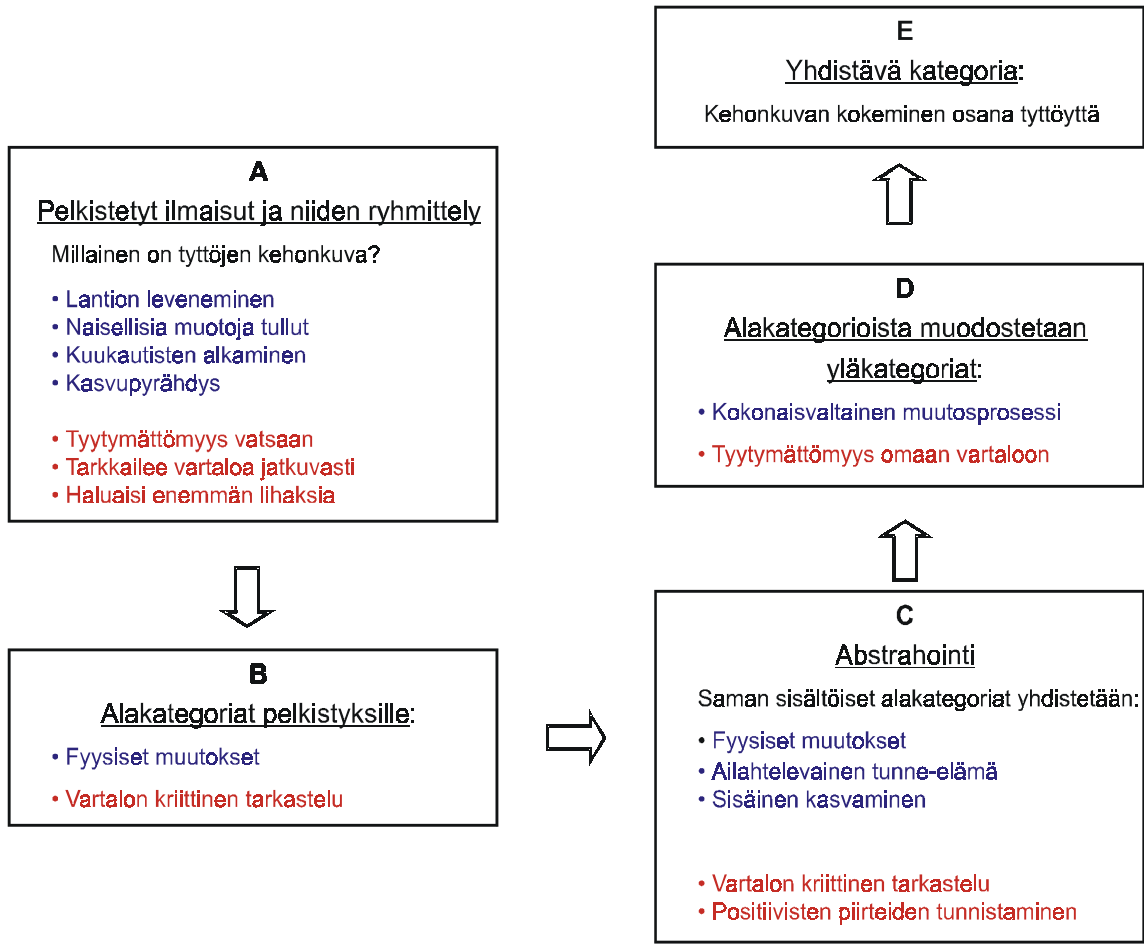 A
Pelkistetyt ilmaisut ja niiden ryhmittely
Millainen on tyttöjen kehonkuva?
• Lantion leveneminen
• Naisellisia muotoja tullut
• Kuukautisten alkaminen
• Kasvupyrähdys
• Tyytymättömyys vatsaan
• Tarkkailee vartaloa jatkuvasti
• Haluaisi enemmän lihaksia
B
Alakategoriat pelkistyksille:
• Fyysiset muutokset
• Vartalon kriittinen tarkastelu
C
Abstrahointi
Saman sisältöiset alakategoriat yhdistetään:
• Fyysiset muutokset
• Ailahtelevainen tunne-elämä
• Sisäinen kasvaminen
• Vartalon kriittinen tarkastelu
• Positiivisten piirteiden tunnistaminen
D
Alakategorioista muodostetaan
yläkategoriat:
• Kokonaisvaltainen muutosprosessi
• Tyytymättömyys omaan vartaloon
E
Yhdistävä kategoria:
Kehonkuvan kokeminen osana tyttöyttä